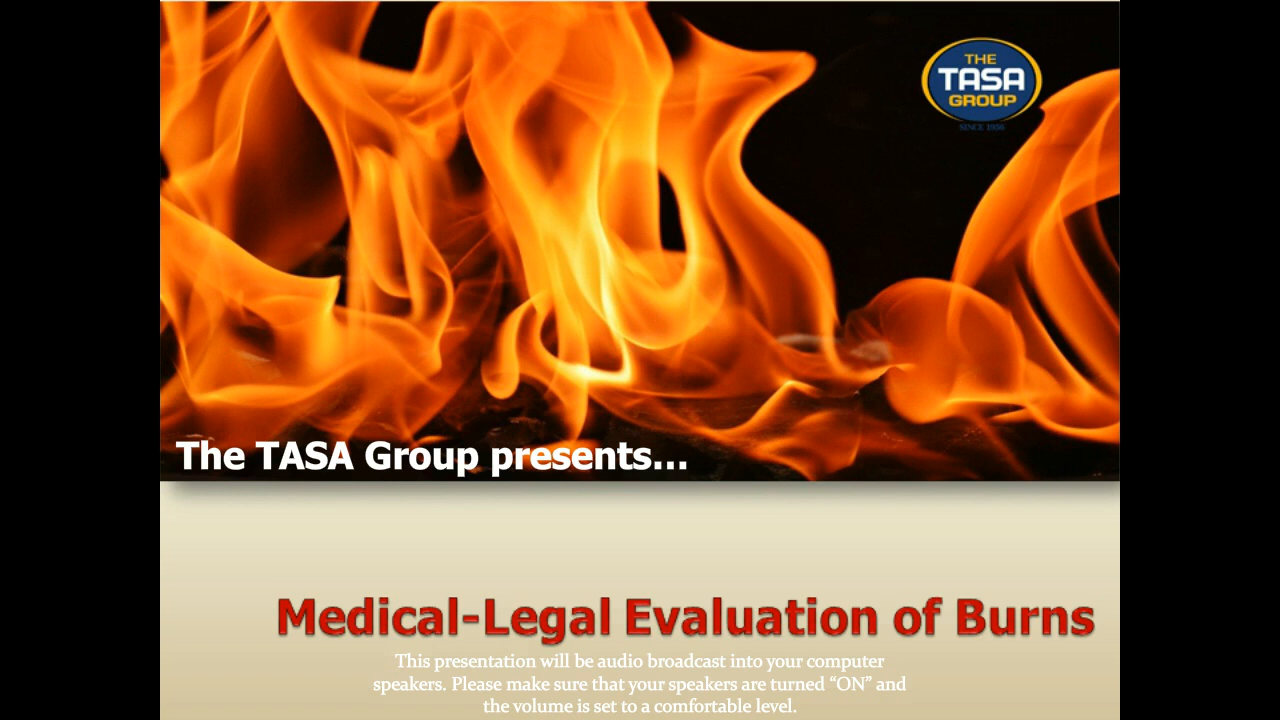 THE
TASA
GROUP
SINCE 1956
The TASA Group presents...
Medical-Legal Evaluation of Burns
This presentation will be audio broadcast into your computer
speakers. Please make sure that your speakers are turned “ON” and
the volume is set to a comfortable level.